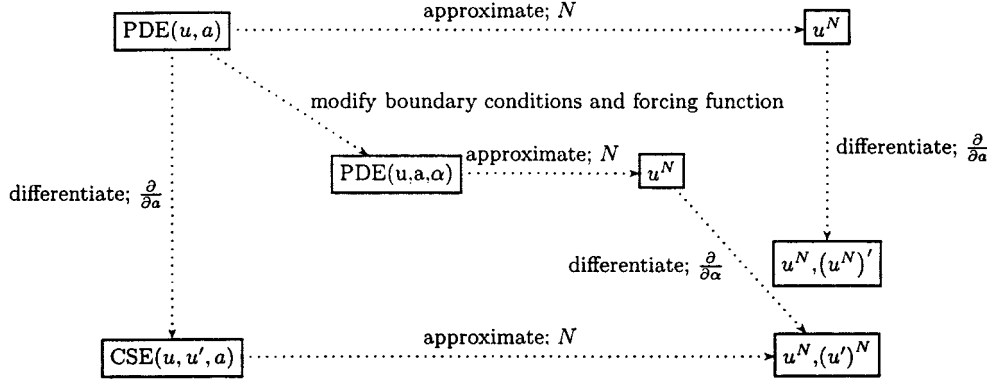 approximate; N
PDE(u, a)
u^N
modify boundary conditions and forcing function
approximate; N
differentiate; ∂/∂a
PDE(u,a,α)
u^N
differentiate; ∂/∂a
differentiate; ∂/∂α
u^N,(u^N)′
approximate; N
CSE(u, u′, a)
u^N,(u′)^N